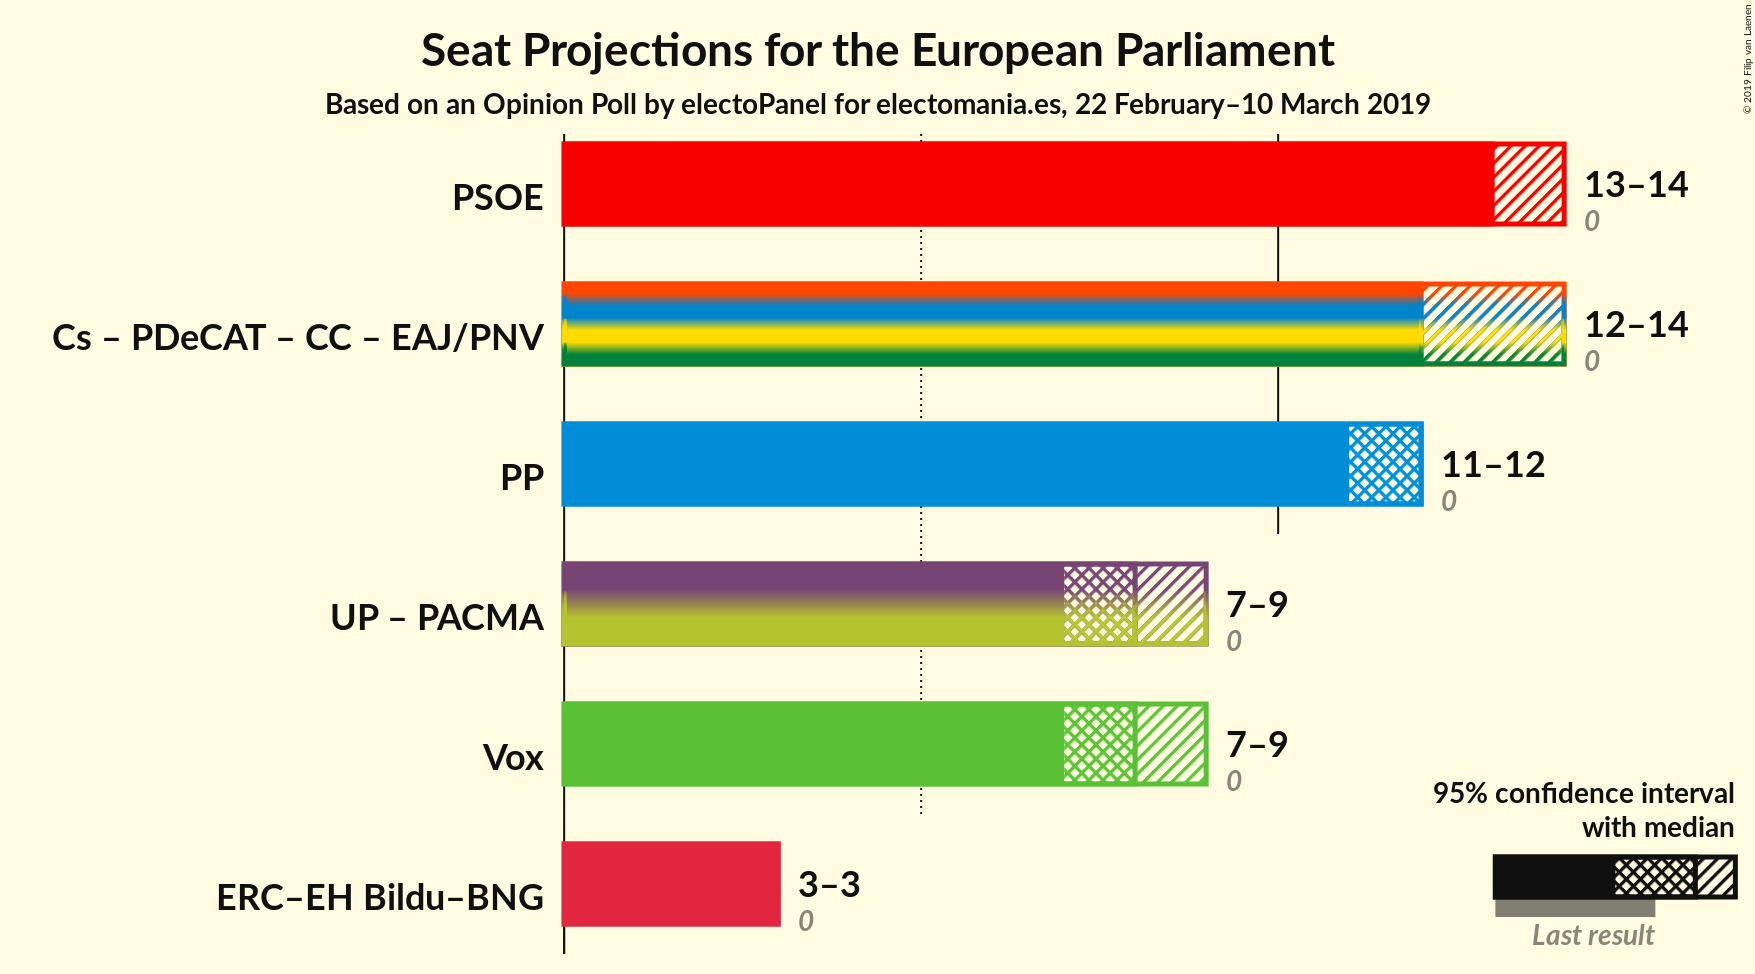 Seat Projections for the European Parliament
Based on an Opinion Poll by electoPanel for electomania.es, 22 February–10 March 2019
© 2019 Filip van Laenen
PSOE
13–14
0
Cs – PDeCAT – CC – EAJ/PNV
12–14
0
PP
11–12
0
UP – PACMA
7–9
0
Vox
7–9
0
ERC–EH Bildu–BNG
3–3
0
95% confidence interval
with median
Last result